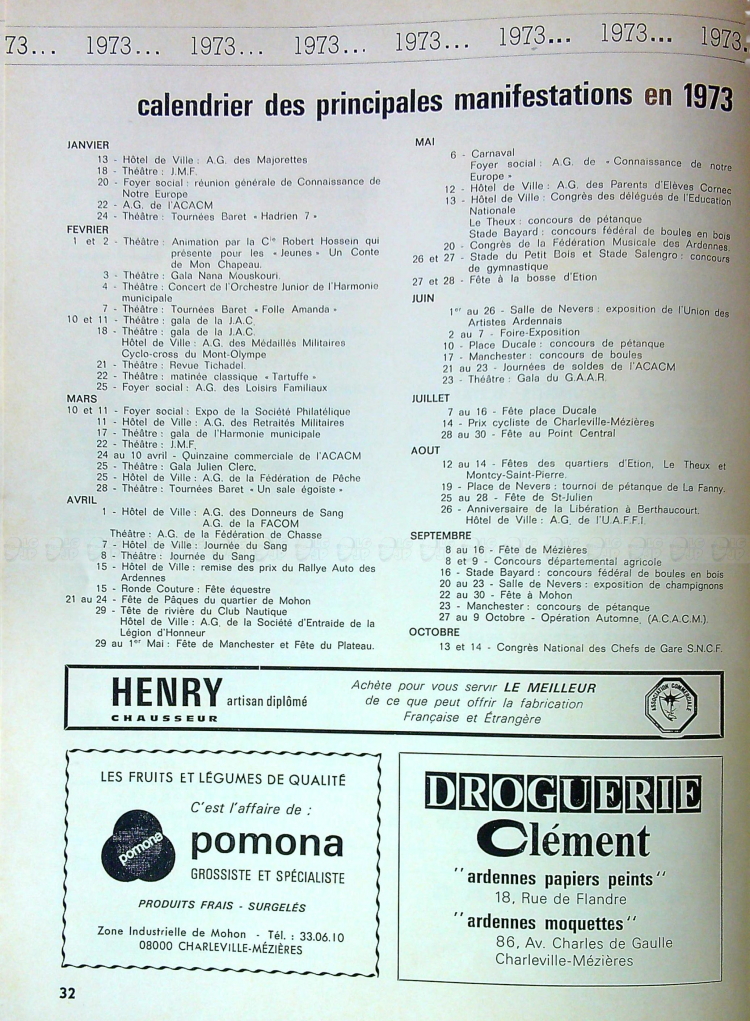 73... 1973... 1973... 1973... 1973... 1973... 1973... 1973.
calendrier des principales manifestations en 1973
JANVIER
13 - Hôtel de Ville : A.G. des Majorettes
18 - Théâtre : J.M.F.
20 - Foyer social : réunion générale de Connaissance de
Notre Europe
22 - A.G. de l'ACACM
24 - Théâtre : Tournées Baret « Hadrien 7 »
FEVRIER
1 et 2 - Théâtre : Animation par la Cie Robert Hossein qui
présente pour les « Jeunes » Un Conte
de Mon Chapeau.
3 - Théâtre : Gala Nana Mouskouri.
4 - Théâtre : Concert de l'Orchestre Junior de l'Harmonie
municipale
7 - Théâtre : Tournées Baret « Folle Amanda »
10 et 11 - Théâtre : gala de la J.A.C.
18 - Théâtre : gala de la J.A.C.
Hôtel de Ville : A.G. des Médaillés Militaires
Cyclo-cross du Mont-Olympe
21 - Théâtre : Revue Tichadel.
22 - Théâtre : matinée classique « Tartuffe »
25 - Foyer social : A.G. des Loisirs Familiaux
MARS
10 et 11 - Foyer social : Expo de la Société Philatélique
11 - Hôtel de Ville : A.G. des Retraités Militaires
17 - Théâtre : gala de l'Harmonie municipale
22 - Théâtre : J.M.F.
24 au 10 avril - Quinzaine commerciale de l'ACACM
25 - Théâtre : Gala Julien Clerc.
25 - Hôtel de Ville : A.G. de la Fédération de Pêche
28 - Théâtre : Tournées Baret « Un sale égoiste »
AVRIL
1 - Hôtel de Ville : A.G. des Donneurs de Sang
A.G. de la FACOM
Théâtre : A.G. de la Fédération de Chasse
7 - Hôtel de Ville : Journée du Sang
8 - Théâtre : Journée du Sang
15 - Hôtel de Ville : remise des prix du Rallye Auto des
Ardennes
15 - Ronde Couture : Fête équestre
21 au 24 - Fête de Pâques du quartier de Mohon
29 - Tête de rivière du Club Nautique
Hôtel de Ville : A.G. de la Société d'Entraide de la
Légion d'Honneur
29 au 1er Mai : Fête de Manchester et Fête du Plateau.
MAI
6 - Carnaval
Foyer social : A.G. de « Connaissance de notre
Europe »
12 - Hôtel de Ville : A.G. des Parents d'Elèves Cornec
13 - Hôtel de Ville : Congrès des délégués de l'Education
Nationale
Le Theux : concours de pétanque
Stade Bayard : concours fédéral de boules en bois
20 - Congrès de la Fédération Musicale des Ardennes.
26 et 27 - Stade du Petit Bois et Stade Salengro : concours
de gymnastique
27 et 28 - Fête à la bosse d'Etion
JUIN
1er au 26 - Salle de Nevers : exposition de l'Union des
Artistes Ardennais
2 au 7 - Foire-Exposition
10 - Place Ducale : concours de pétanque
17 - Manchester : concours de boules
21 au 23 - Journées de soldes de l'ACACM
23 - Théâtre : Gala du G.A.A.R.
JUILLET
7 au 16 - Fête place Ducale
14 - Prix cycliste de Charleville-Mézières
28 au 30 - Fête au Point Central
AOUT
12 au 14 - Fêtes des quartiers d'Etion, Le Theux et
Montcy-Saint-Pierre.
19 - Place de Nevers : tournoi de pétanque de La Fanny.
25 au 28 - Fête de St-Julien
26 - Anniversaire de la Libération à Berthaucourt.
Hôtel de Ville : A.G. de l'U.A.F.F.I.
SEPTEMBRE
8 au 16 - Fête de Mézières
8 et 9 - Concours départemental agricole
16 - Stade Bayard : concours fédéral de boules en bois
20 au 23 - Salle de Nevers : exposition de champignons
22 au 30 - Fête à Mohon
23 - Manchester : concours de pétanque
27 au 9 Octobre - Opération Automne. (A.C.A.C.M.).
OCTOBRE
13 et 14 - Congrès National des Chefs de Gare S.N.C.F.
HENRY artisan diplômé
CHAUSSEUR
Achète pour vous servir LE MEILLEUR
de ce que peut offrir la fabrication
Française et Étrangère
ASSOCIATION COMMERCIALE
LES FRUITS ET LÉGUMES DE QUALITÉ
C'est l'affaire de :
pomona
pomona
GROSSISTE ET SPÉCIALISTE
PRODUITS FRAIS - SURGELÉS
Zone Industrielle de Mohon - Tél. : 33.06.10
08000 CHARLEVILLE-MÉZIÈRES
DROGUERIE
Clément
"ardennes papiers peints"
18, Rue de Flandre
"ardennes moquettes"
86, Av. Charles de Gaulle
Charleville-Mézières
32